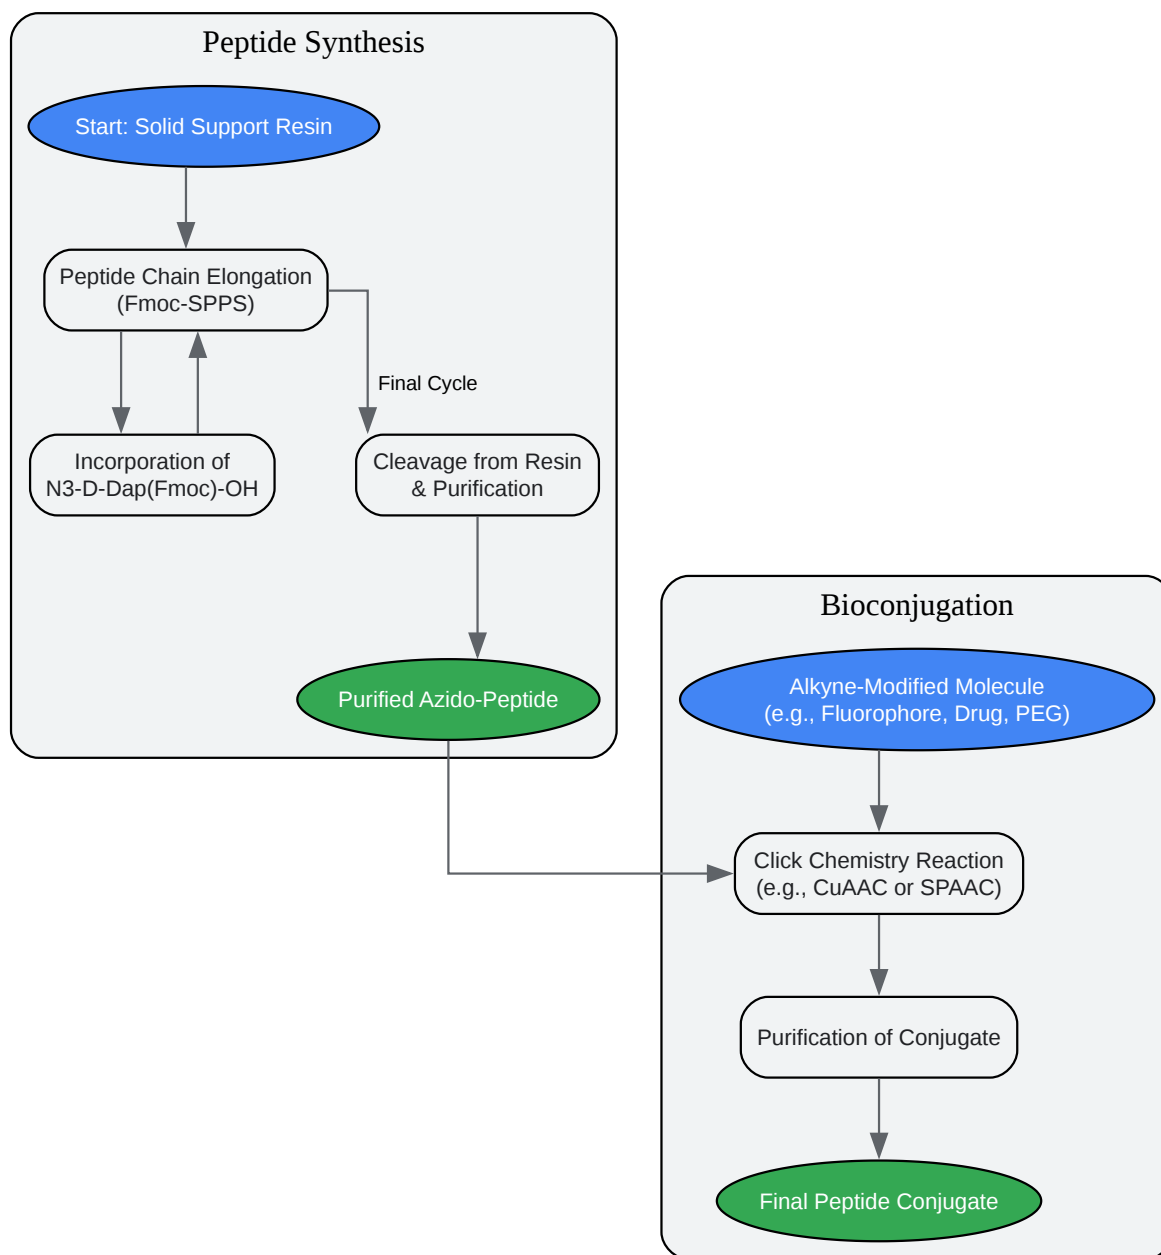 Peptide Synthesis
Start: Solid Support Resin
Peptide Chain Elongation
(Fmoc-SPPS)
Final Cycle
Incorporation of
N3-D-Dap(Fmoc)-OH
Cleavage from Resin
& Purification
Purified Azido-Peptide
Bioconjugation
Alkyne-Modified Molecule
(e.g., Fluorophore, Drug, PEG)
Click Chemistry Reaction
(e.g., CuAAC or SPAAC)
Purification of Conjugate
Final Peptide Conjugate